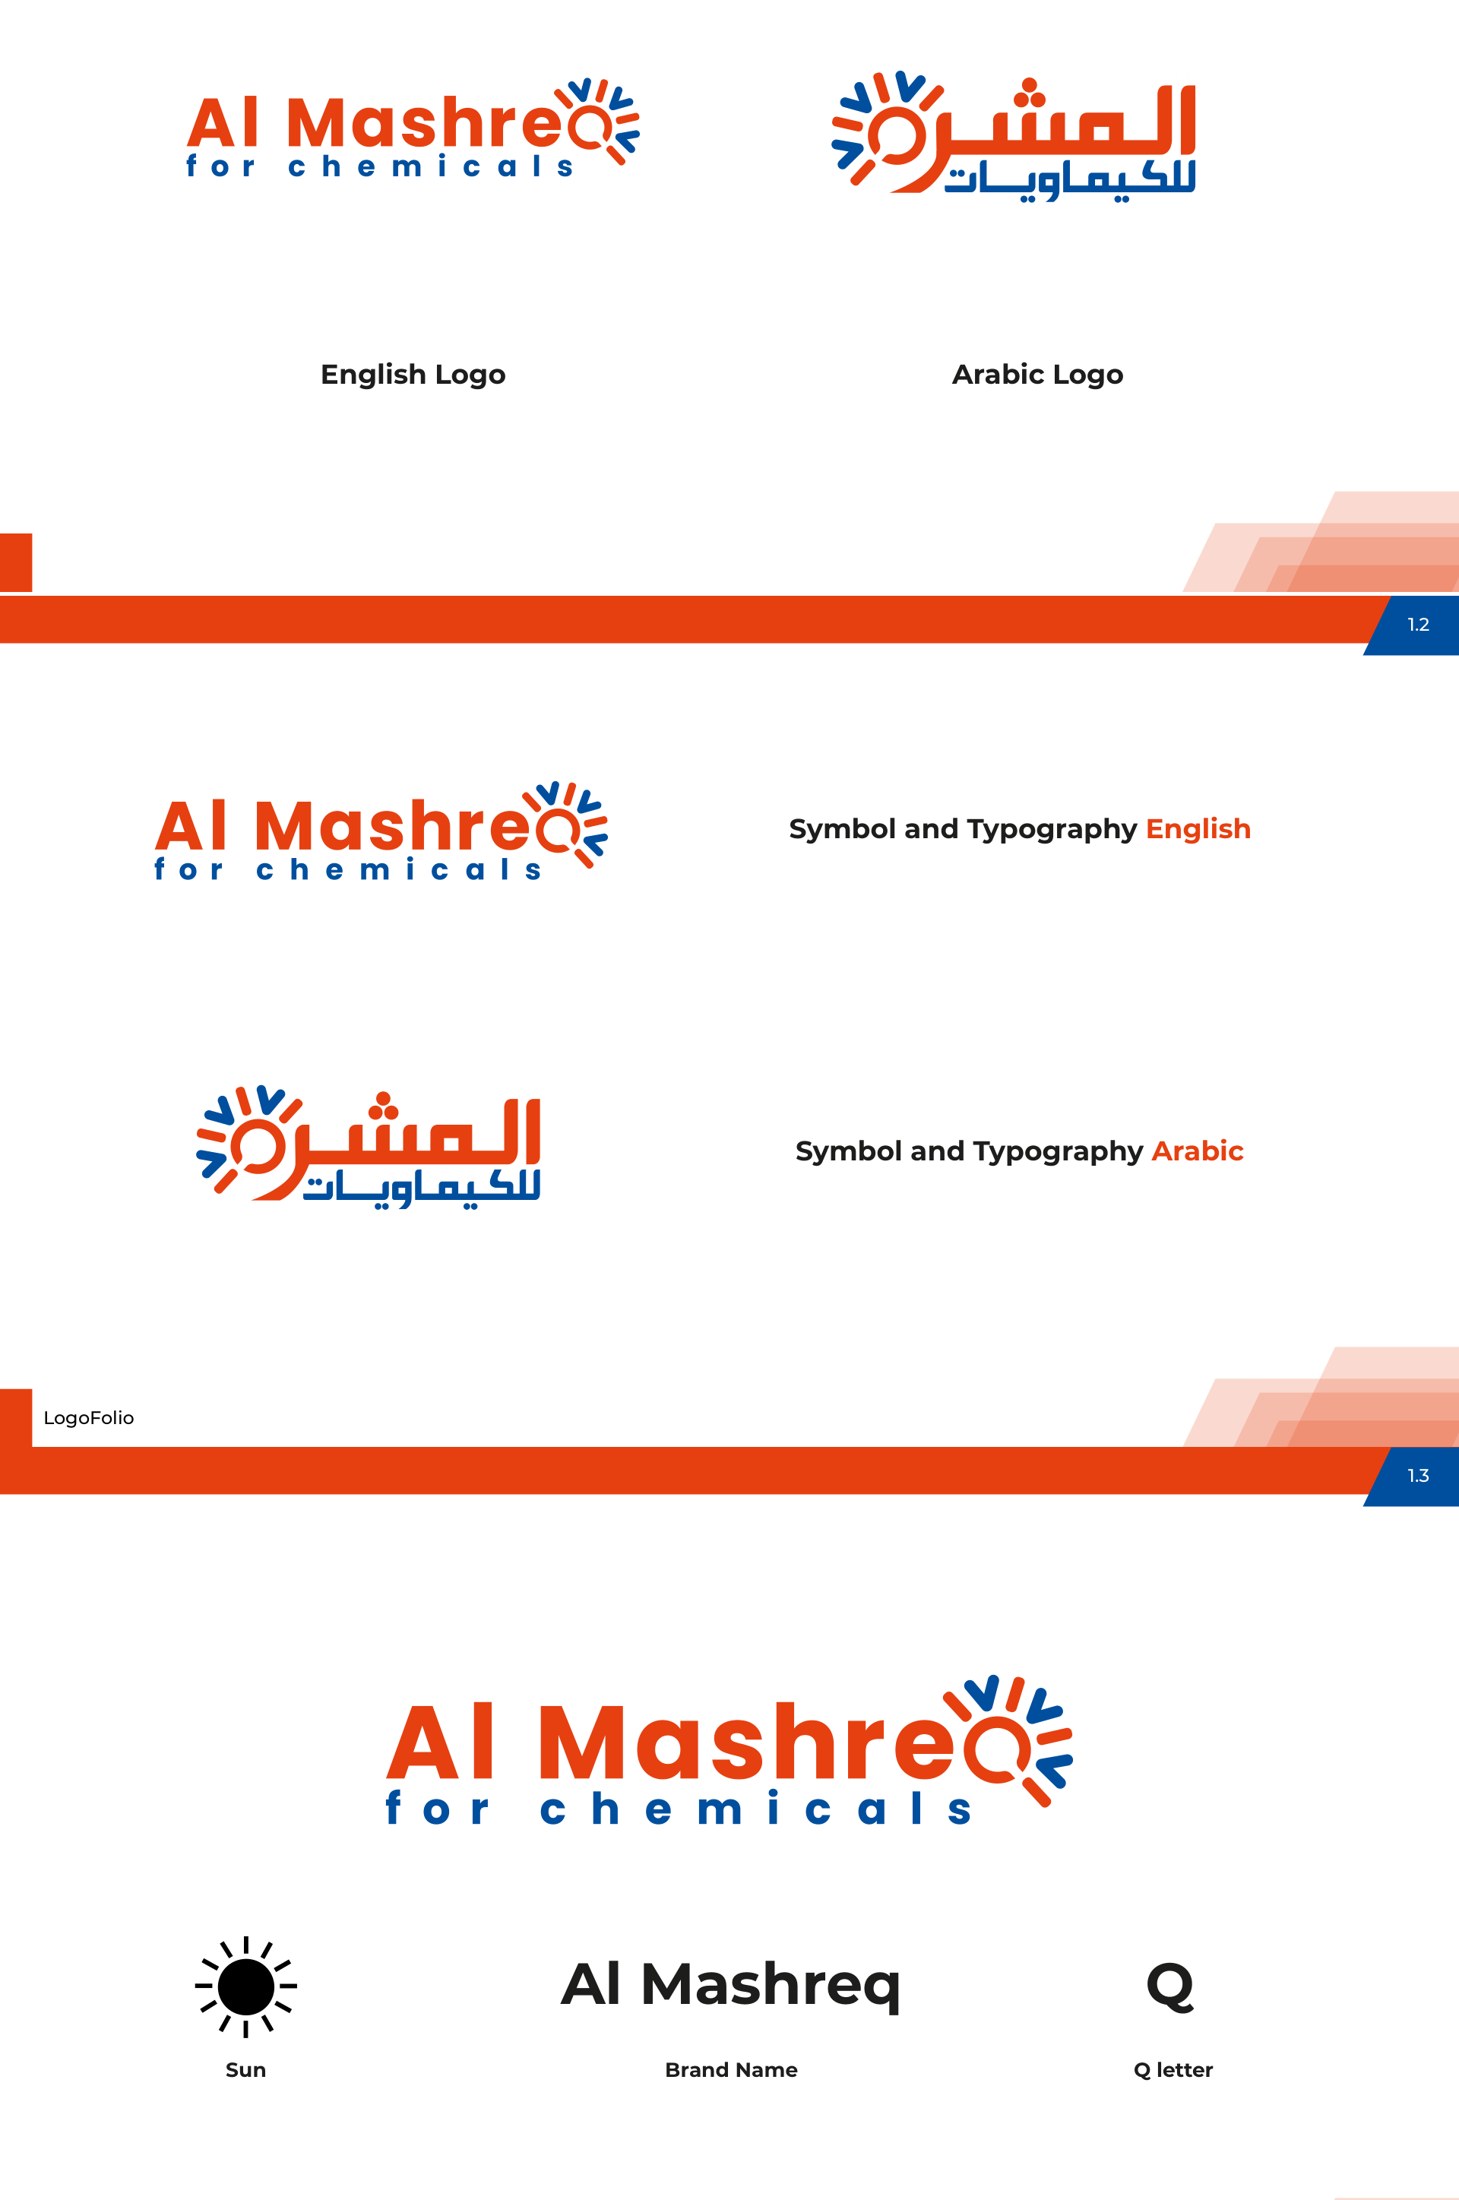 Al MashreQ
for chemicals
المشرق
للكيماويات
English Logo
Arabic Logo
1.2
Al MashreQ
for chemicals
Symbol and Typography English
المشرق
للكيماويات
Symbol and Typography Arabic
LogoFolio
1.3
Al MashreQ
for chemicals
Al Mashreq
Q
Sun
Brand Name
Q letter